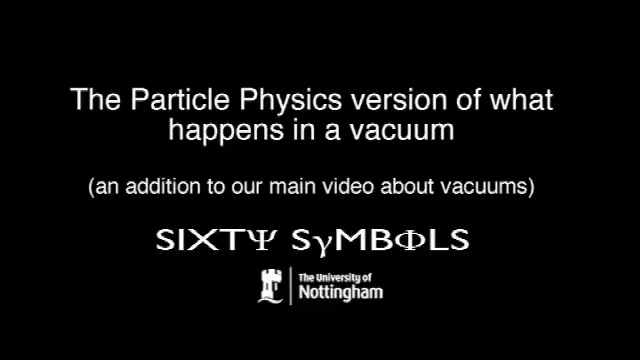 The Particle Physics version of what
happens in a vacuum
(an addition to our main video about vacuums)
SIXTΨ SγMBΦLS
The University of
Nottingham